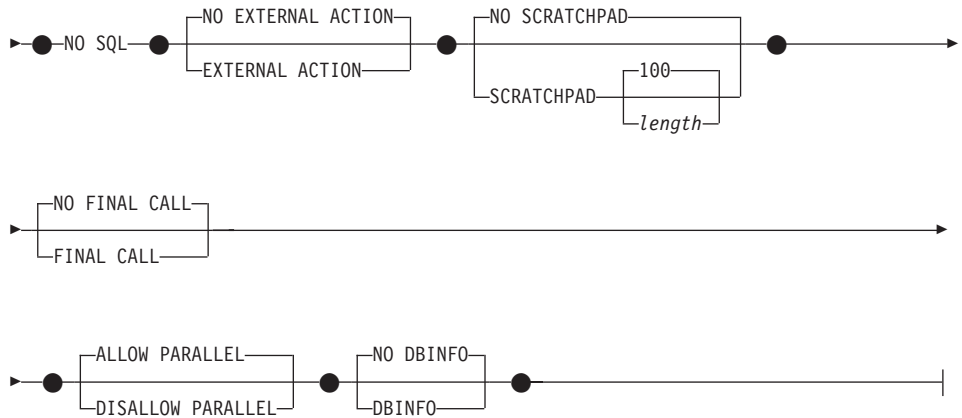 NO EXTERNAL ACTION
NO SCRATCHPAD
NO SQL
EXTERNAL ACTION
100
SCRATCHPAD
length
NO FINAL CALL
FINAL CALL
ALLOW PARALLEL
NO DBINFO
DISALLOW PARALLEL
DBINFO